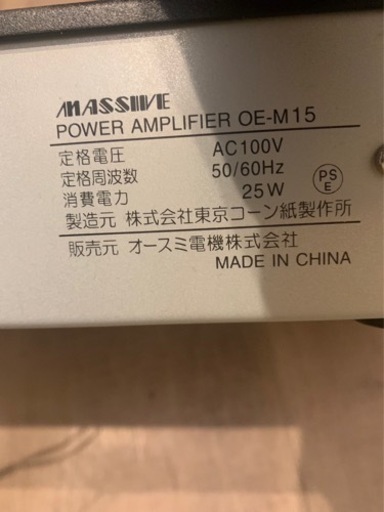 MASSIVE
POWER AMPLIFIER OE-M15
定格電圧 AC100V
定格周波数 50/60Hz
消費電力 25W
PS
E
製造元 株式会社東京コーン紙製作所
販売元 オースミ電機株式会社
MADE IN CHINA